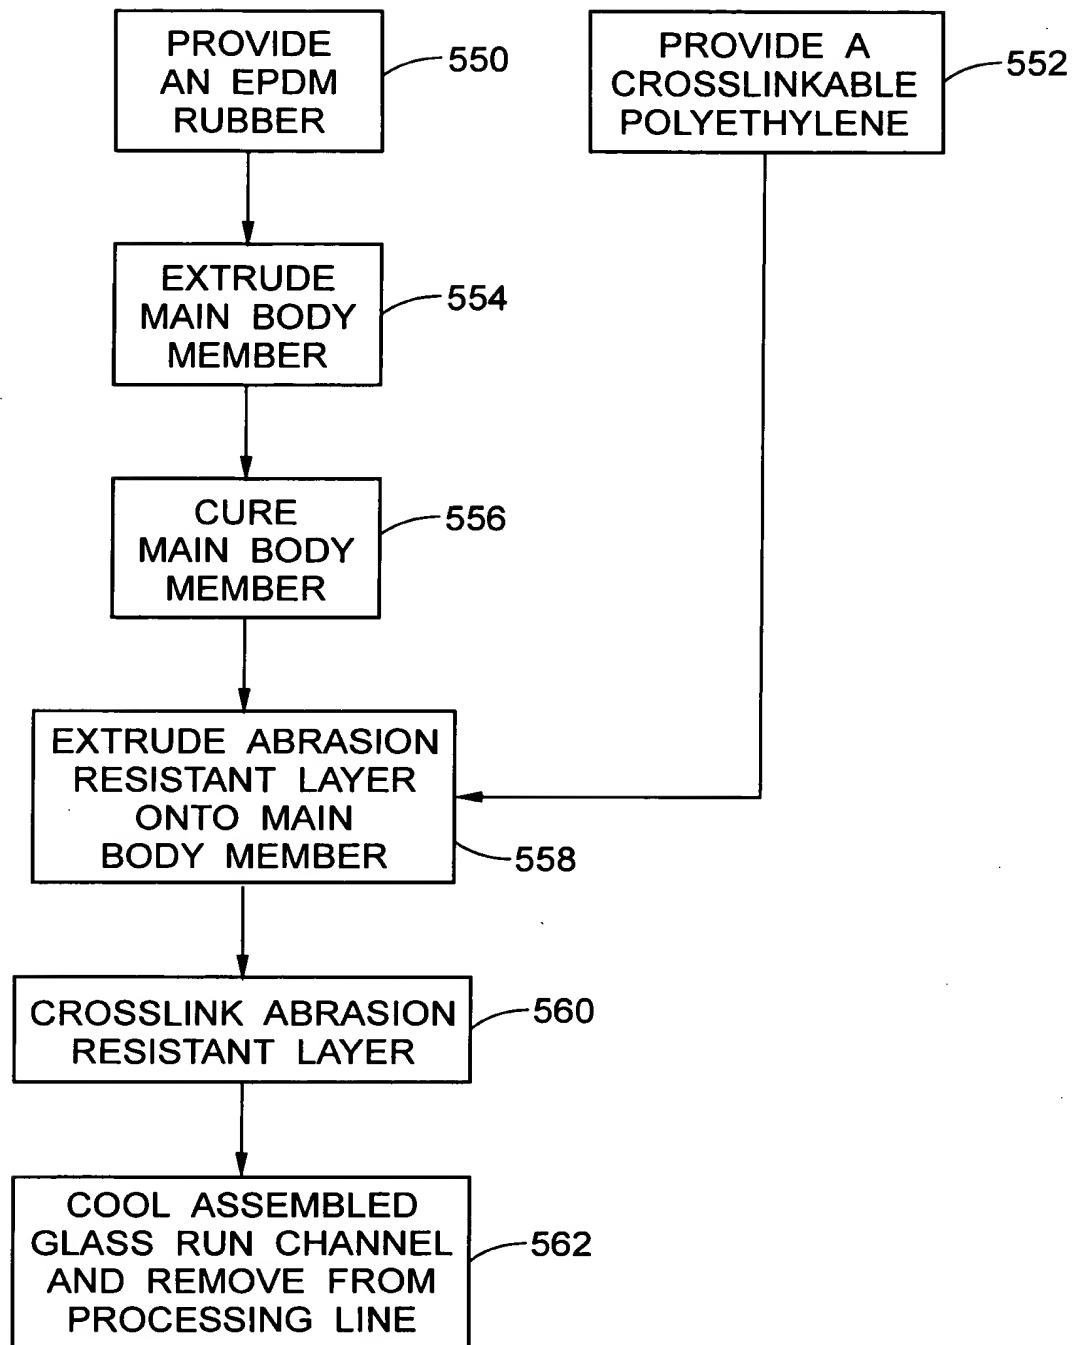 PROVIDE
AN EPDM
RUBBER
550
PROVIDE A
CROSSLINKABLE
POLYETHYLENE
552
EXTRUDE
MAIN BODY
MEMBER
554
CURE
MAIN BODY
MEMBER
556
EXTRUDE ABRASION
RESISTANT LAYER
ONTO MAIN
BODY MEMBER
558
CROSSLINK ABRASION
RESISTANT LAYER
560
COOL ASSEMBLED
GLASS RUN CHANNEL
AND REMOVE FROM
PROCESSING LINE
562